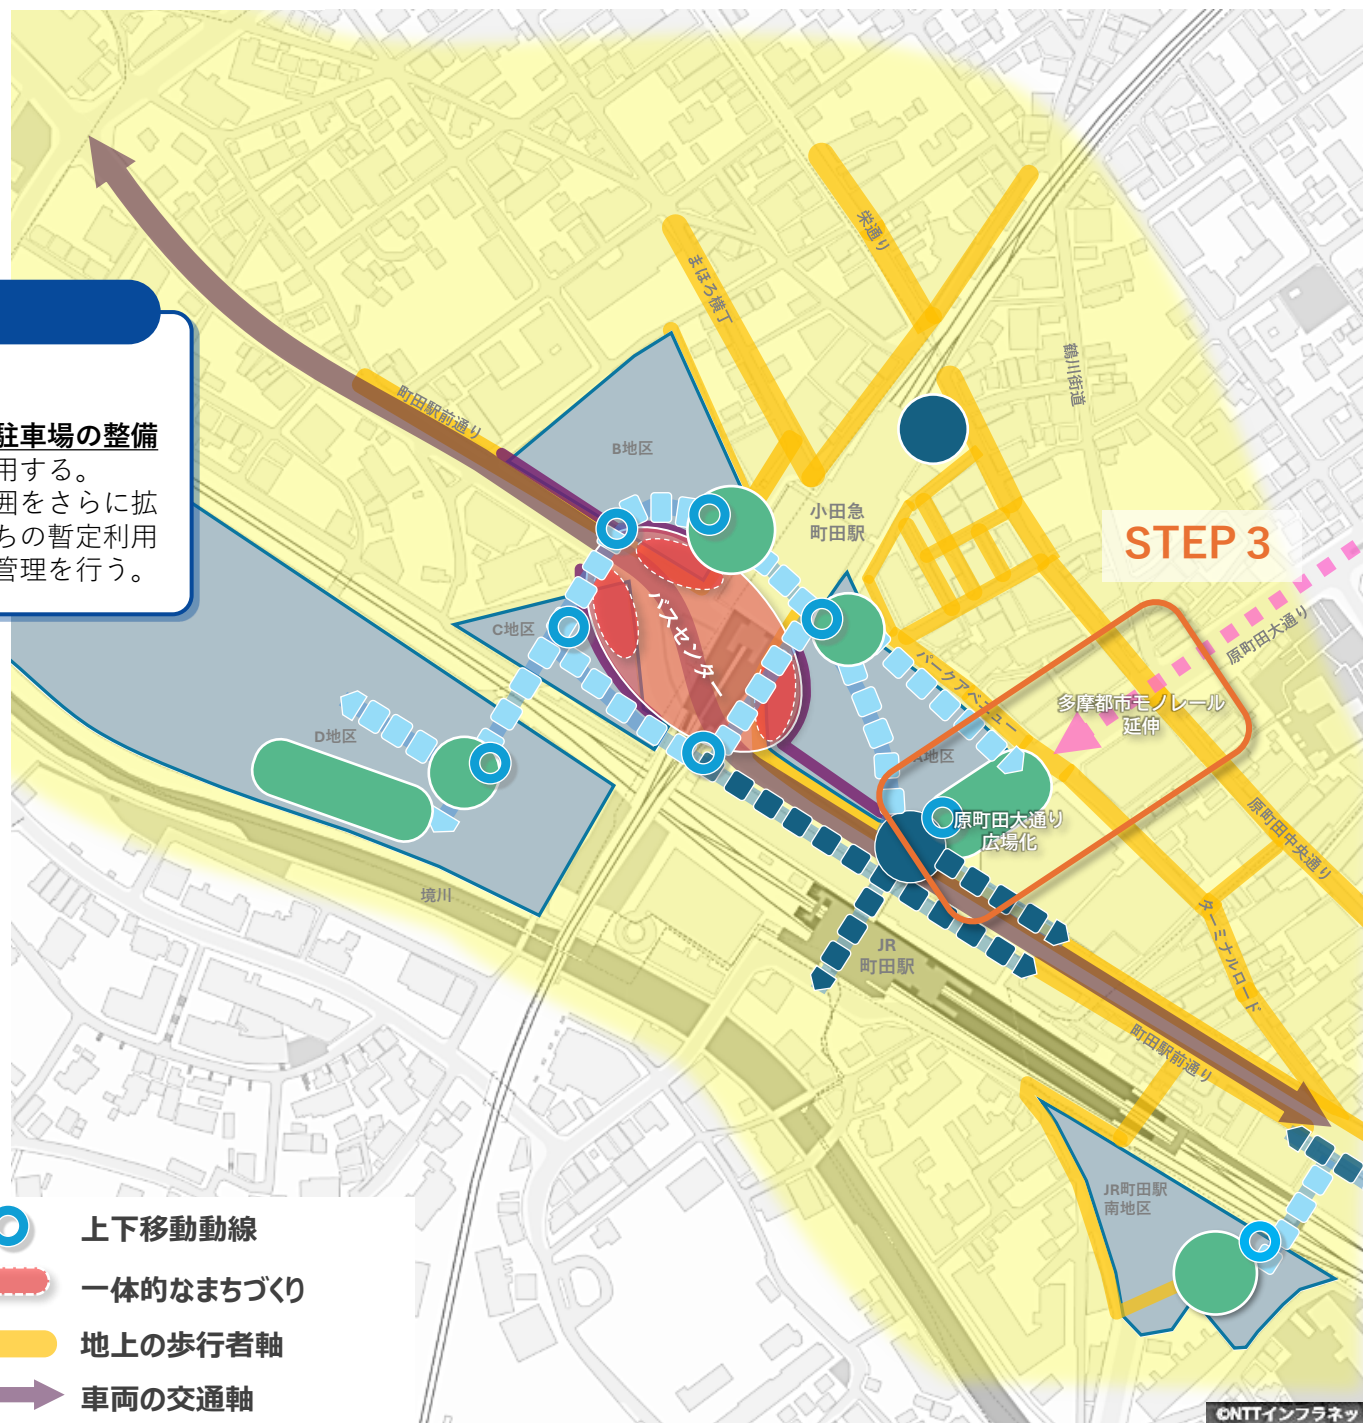 栄通り
まほろ横丁
鶴川街道
町田駅前通り
駐車場の整備
用する。
囲をさらに拡
ちの暫定利用
管理を行う。
B地区
小田急
町田駅
STEP 3
バスセンター
C地区
パークアベニュー
原町田大通り
多摩都市モノレール
延伸
D地区
A地区
原町田大通り
広場化
原町田中央通り
境川
ターミナルロード
JR
町田駅
町田駅前通り
JR町田駅
南地区
上下移動動線
一体的なまちづくり
地上の歩行者軸
車両の交通軸
©NTTインフラネッ